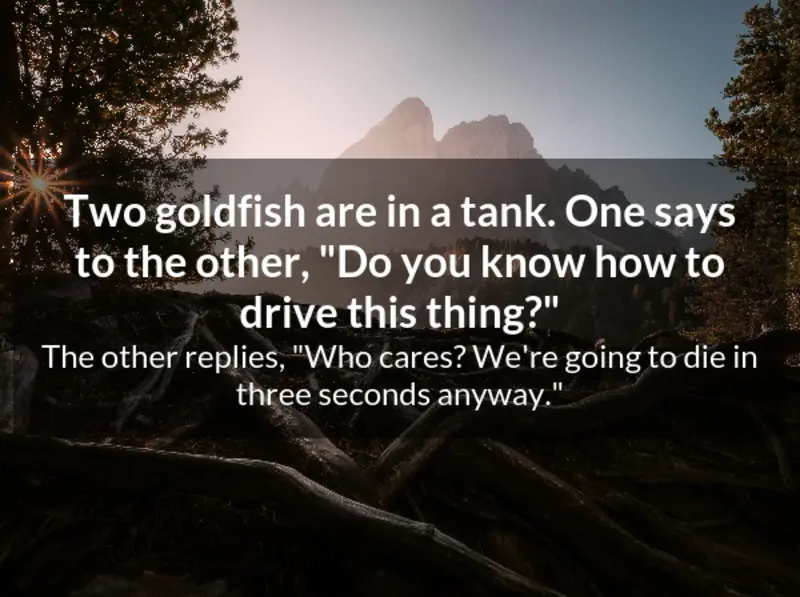 Two goldfish are in a tank. One says
to the other, "Do you know how to
drive this thing?"
The other replies, "Who cares? We're going to die in
three seconds anyway."